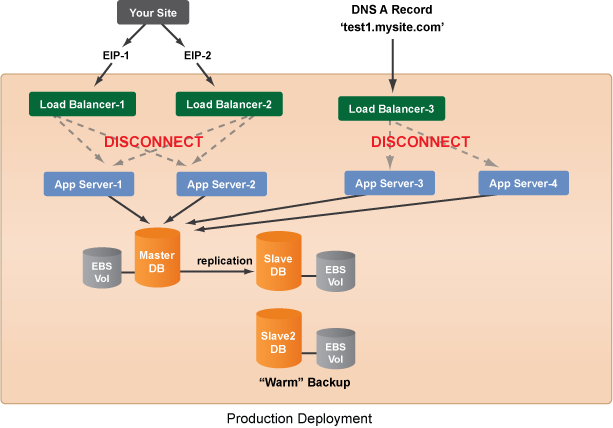 Your Site
DNS A Record
‘test1.mysite.com’
EIP-1
EIP-2
Load Balancer-1
Load Balancer-2
Load Balancer-3
DISCONNECT
DISCONNECT
App Server-1
App Server-2
App Server-3
App Server-4
Master
DB
EBS
Vol
replication
Slave
DB
EBS
Vol
Slave2
DB
EBS
Vol
“Warm” Backup
Production Deployment